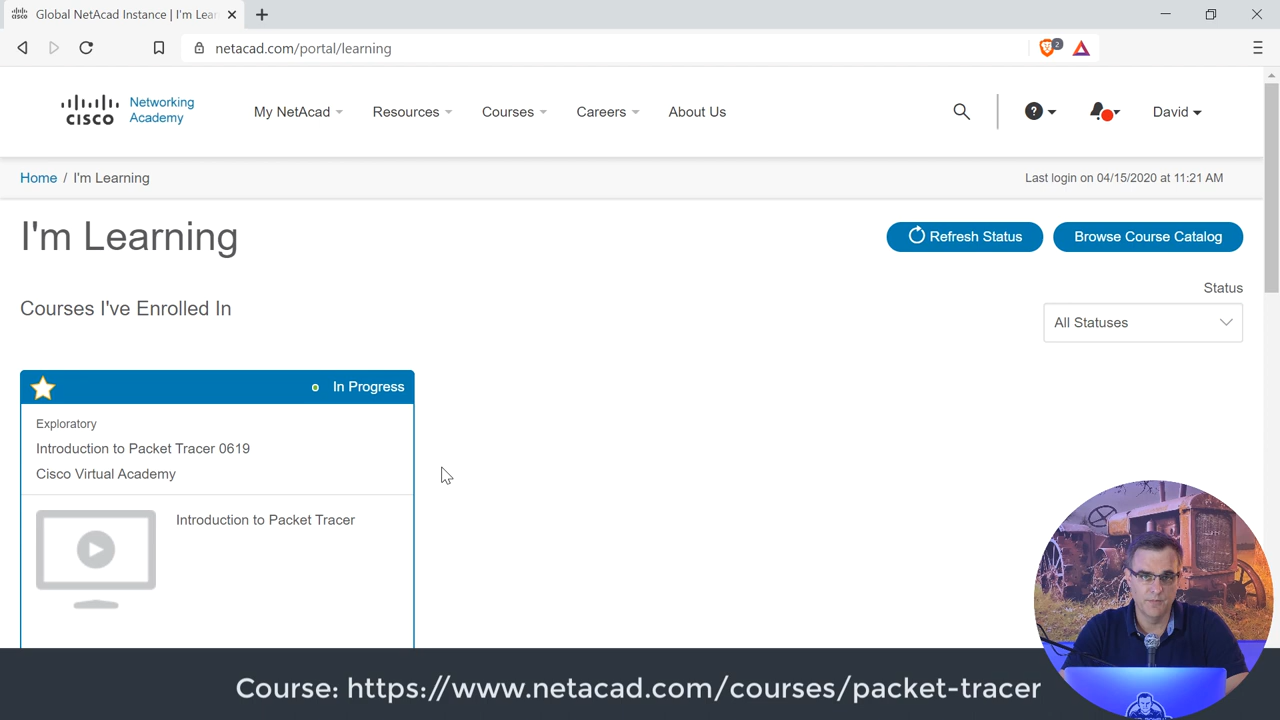 Global NetAcad Instance | I'm Lear
netacad.com/portal/learning
2
cisco
Networking
Academy
My NetAcad
Resources
Courses
Careers
About Us
?
David
Home / I'm Learning
Last login on 04/15/2020 at 11:21 AM
I'm Learning
Refresh Status
Browse Course Catalog
Status
Courses I've Enrolled In
All Statuses
In Progress
Exploratory
Introduction to Packet Tracer 0619
Cisco Virtual Academy
Introduction to Packet Tracer
Course: https://www.netacad.com/courses/packet-tracer